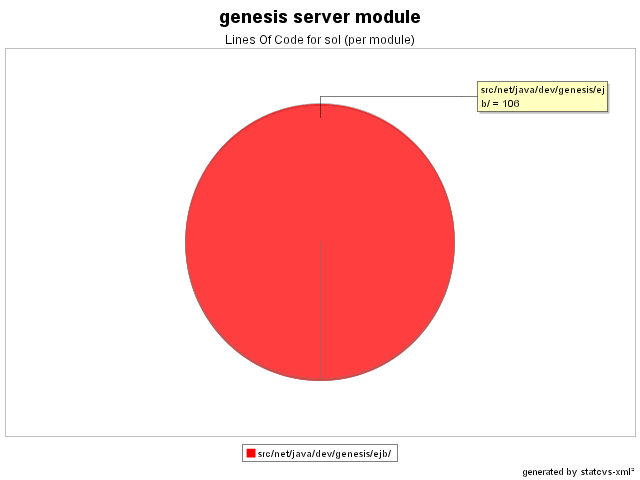 genesis server module
Lines Of Code for sol (per module)
src/net/java/dev/genesis/ej
b/ = 106
src/net/java/dev/genesis/ejb/
generated by statcvs-xml²